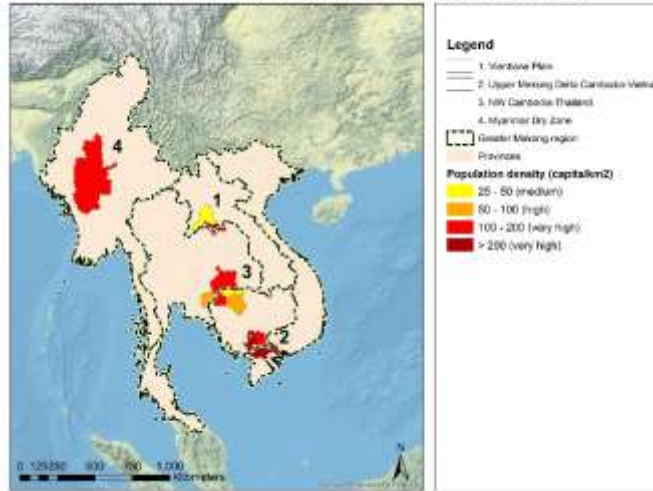 4
1
3
2
N
Kilometers
Legend
1. Vientiane Plain
2. Upper Mekong Delta Cambodia-Vietna
3. NW Cambodia-Thailand
4. Myanmar Dry Zone
Greater Mekong region
Provinces
Population density (capita/km2)
25 - 50 (medium)
50 - 100 (high)
100 - 200 (very high)
> 200 (very high)